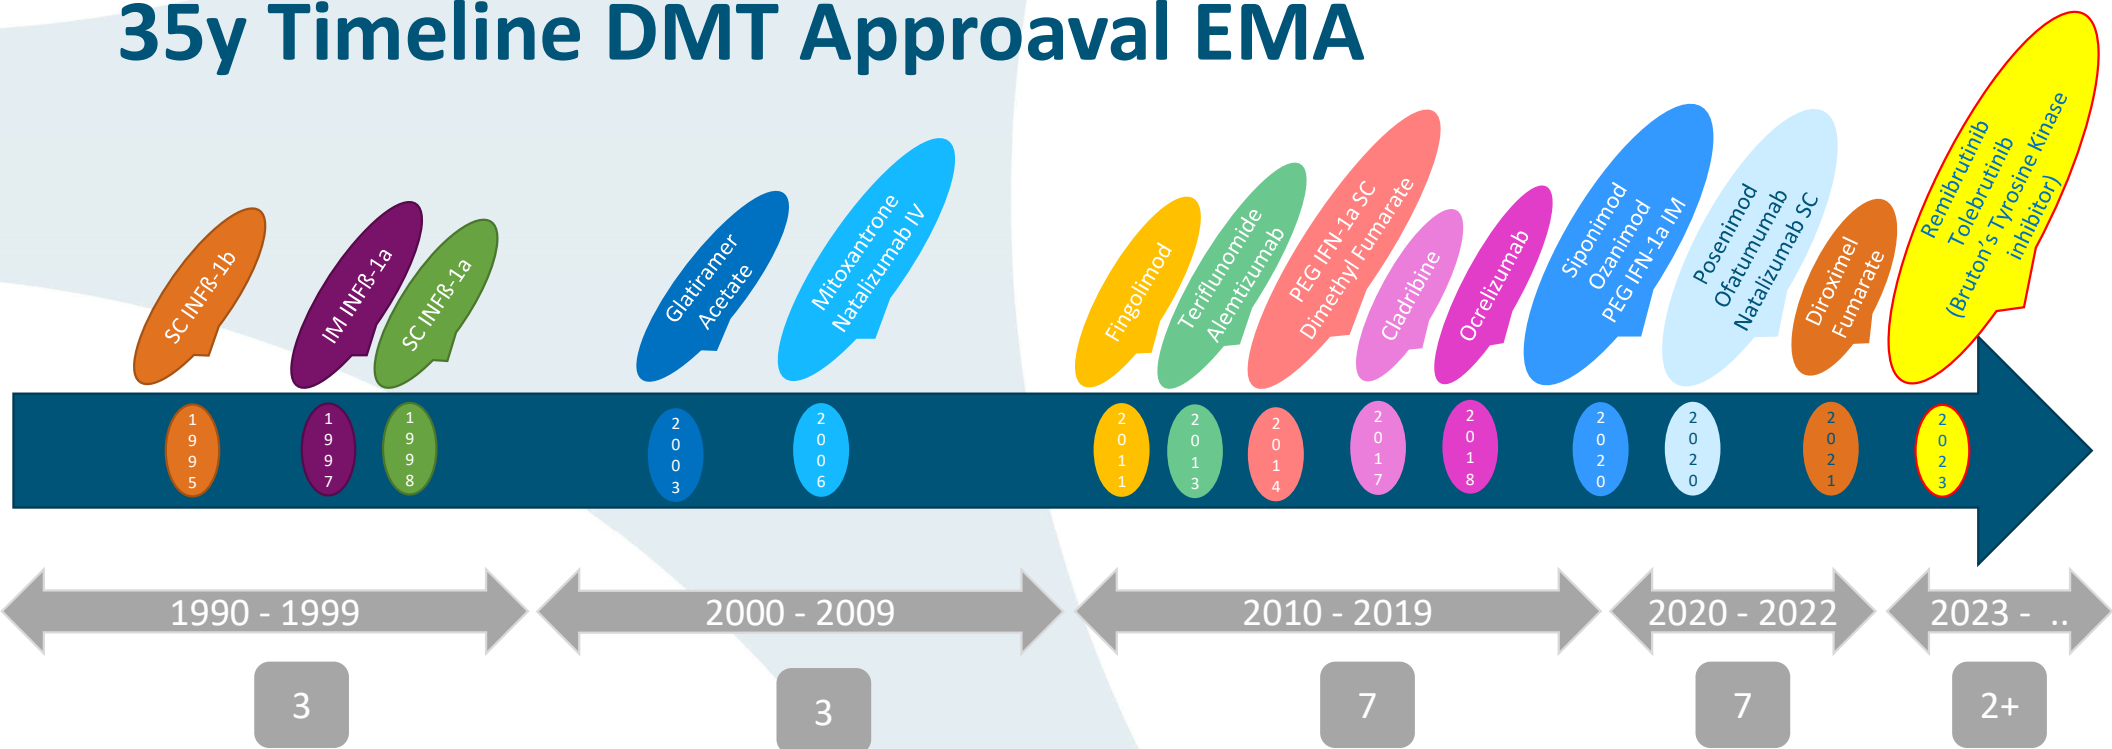 35y Timeline DMT Approaval EMA
SC INFß-1b
IM INFß-1a
SC INFß-1a
Glatiramer
Acetate
Mitoxantrone
Natalizumab IV
Fingolimod
Teriflunomide
Alemtizumab
PEG IFN-1a SC
Dimethyl Fumarate
Cladribine
Ocrelizumab
Siponimod
Ozanimod
PEG IFN-1a IM
Posenimod
Ofatumumab
Natalizumab SC
Diroximel
Fumarate
Remibrutinib
Tolebrutinib
(Bruton's Tyrosine Kinase
inhibitor)
1995
1997
1998
2003
2006
2011
2013
2014
2017
2018
2020
2020
2021
2023
1990 - 1999
2000 - 2009
2010 - 2019
2020 - 2022
2023 - ..
3
3
7
7
2+